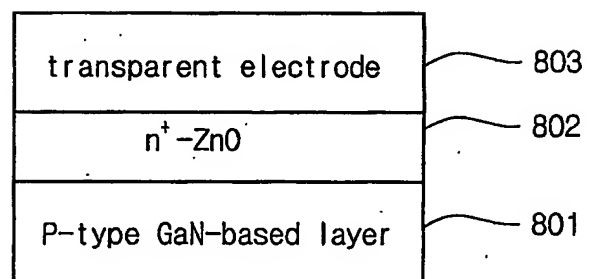 transparent electrode 803
n⁺-ZnO 802
P-type GaN-based layer 801